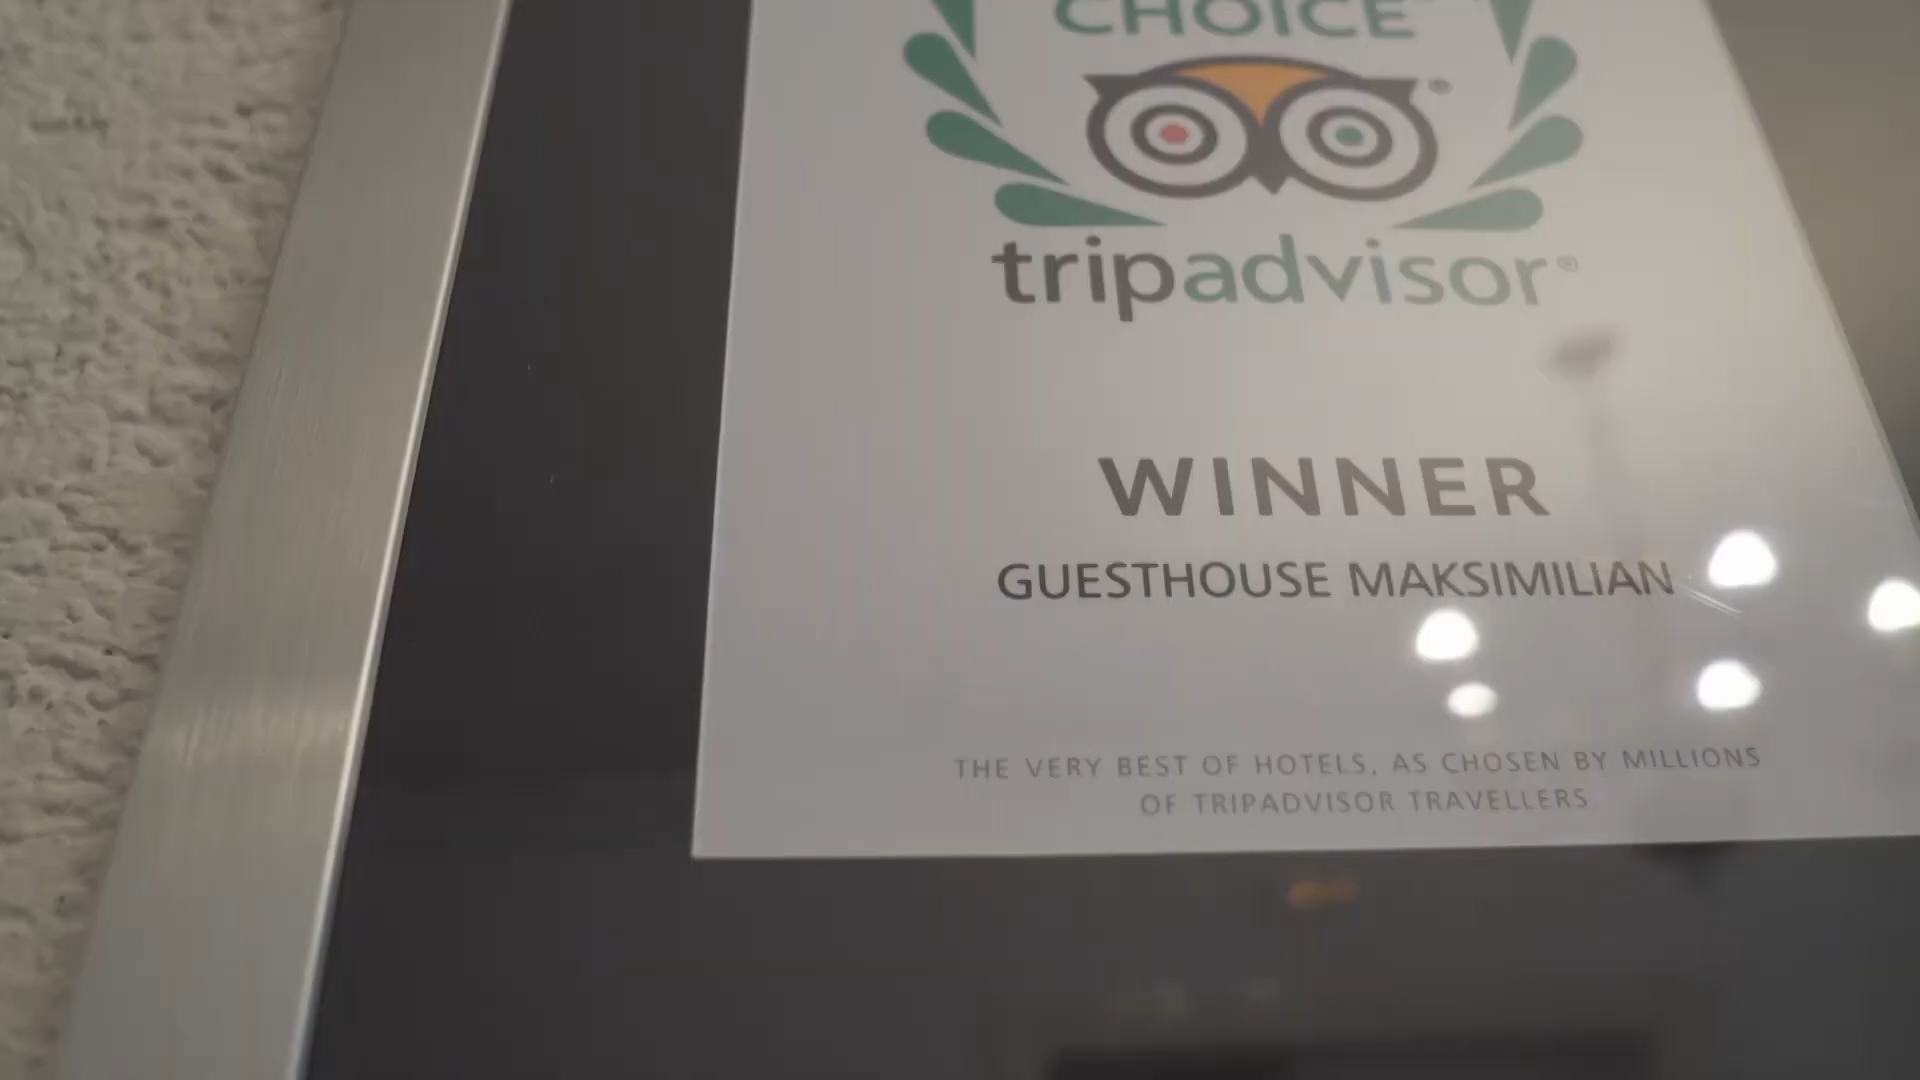 CHOICE
tripadvisor®
WINNER
GUESTHOUSE MAKSIMILIAN
THE VERY BEST OF HOTELS, AS CHOSEN BY MILLIONS
OF TRIPADVISOR TRAVELLERS.